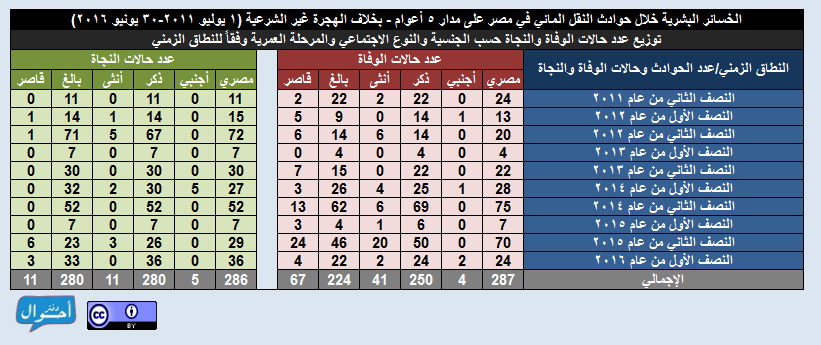 الخسائر البشرية خلال حوادث النقل المائي في مصر على مدار ٥ أعوام - بخلاف الهجرة غير الشرعية (١ يوليو ٢٠١١-٣٠ يونيو ٢٠١٦)
توزيع عدد حالات الوفاة والنجاة حسب الجنسية والنوع الاجتماعي والمرحلة العمرية وفقاً للنطاق الزمني
النطاق الزمني/عدد الحوادث وحالات الوفاة والنجاة عدد حالات الوفاة عدد حالات النجاة
مصري أجنبي ذكر أنثى بالغ قاصر مصري أجنبي ذكر أنثى بالغ قاصر
النصف الثاني من عام ٢٠١١ 24 0 22 2 22 2 11 0 11 0 11 0
النصف الأول من عام ٢٠١٢ 13 1 14 0 9 5 15 0 14 1 14 1
النصف الثاني من عام ٢٠١٢ 20 0 14 6 14 6 72 0 67 5 71 1
النصف الأول من عام ٢٠١٣ 4 0 4 0 4 0 7 0 7 0 7 0
النصف الثاني من عام ٢٠١٣ 22 0 22 0 15 7 30 0 30 0 30 0
النصف الأول من عام ٢٠١٤ 28 1 25 4 26 3 27 5 30 2 32 0
النصف الثاني من عام ٢٠١٤ 75 0 69 6 62 13 52 0 52 0 52 0
النصف الأول من عام ٢٠١٥ 7 0 6 1 4 3 7 0 7 0 7 0
النصف الثاني من عام ٢٠١٥ 70 0 50 20 46 24 29 0 26 3 23 6
النصف الأول من عام ٢٠١٦ 24 2 24 2 22 4 36 0 36 0 33 3
الإجمالي 287 4 250 41 224 67 286 5 280 11 280 11
دفتر أحوال
cc
BY